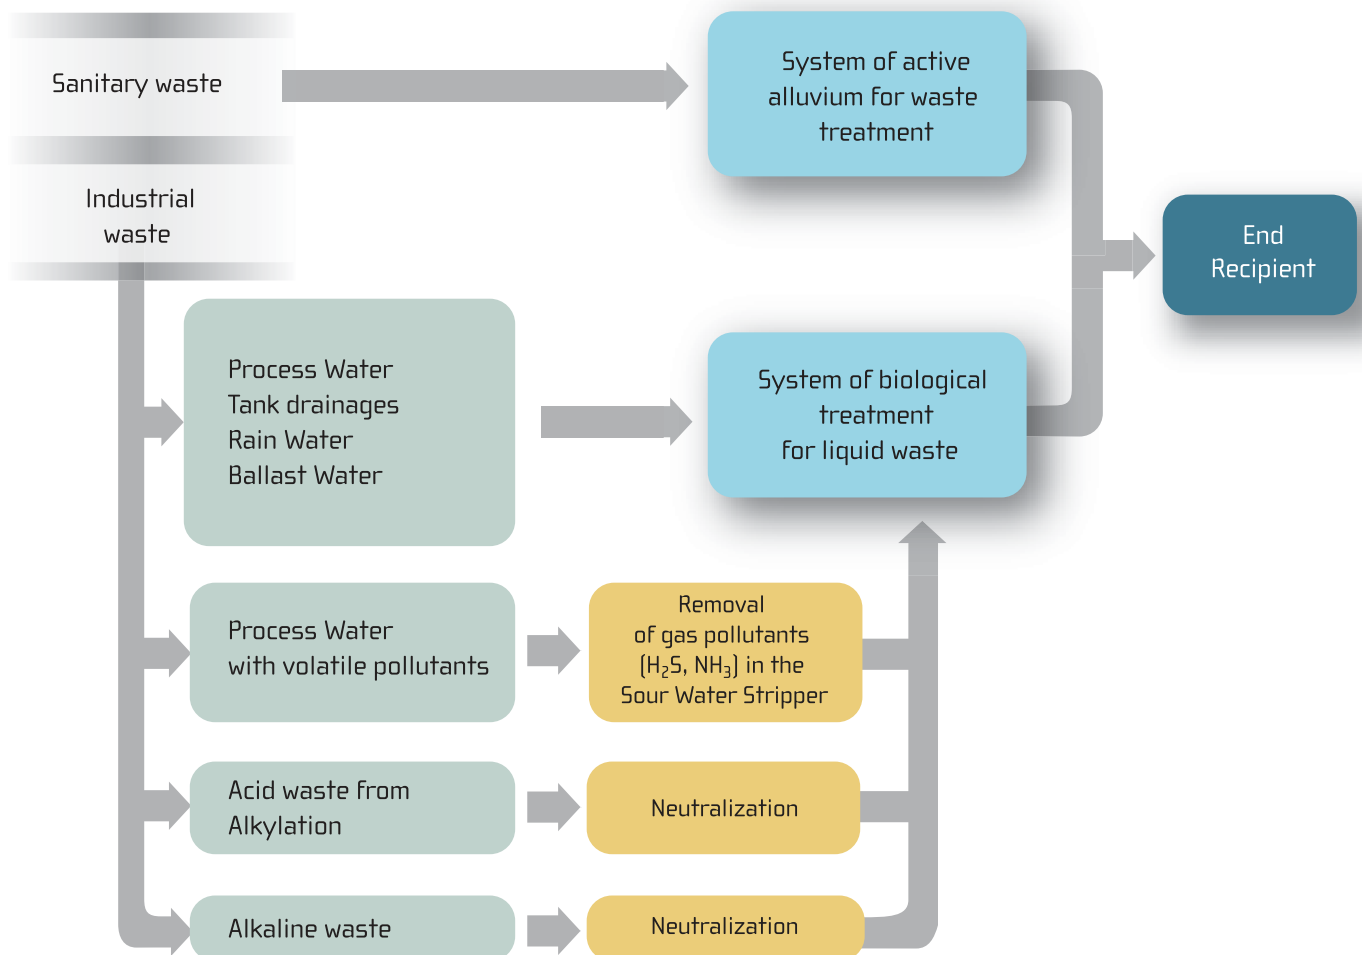 Sanitary waste
System of active
alluvium for waste
treatment
Industrial
waste
End
Recipient
Process Water
Tank drainages
Rain Water
Ballast Water
System of biological
treatment
for liquid waste
Process Water
with volatile pollutants
Removal
of gas pollutants
(H₂S, NH₃) in the
Sour Water Stripper
Acid waste from
Alkylation
Neutralization
Alkaline waste
Neutralization